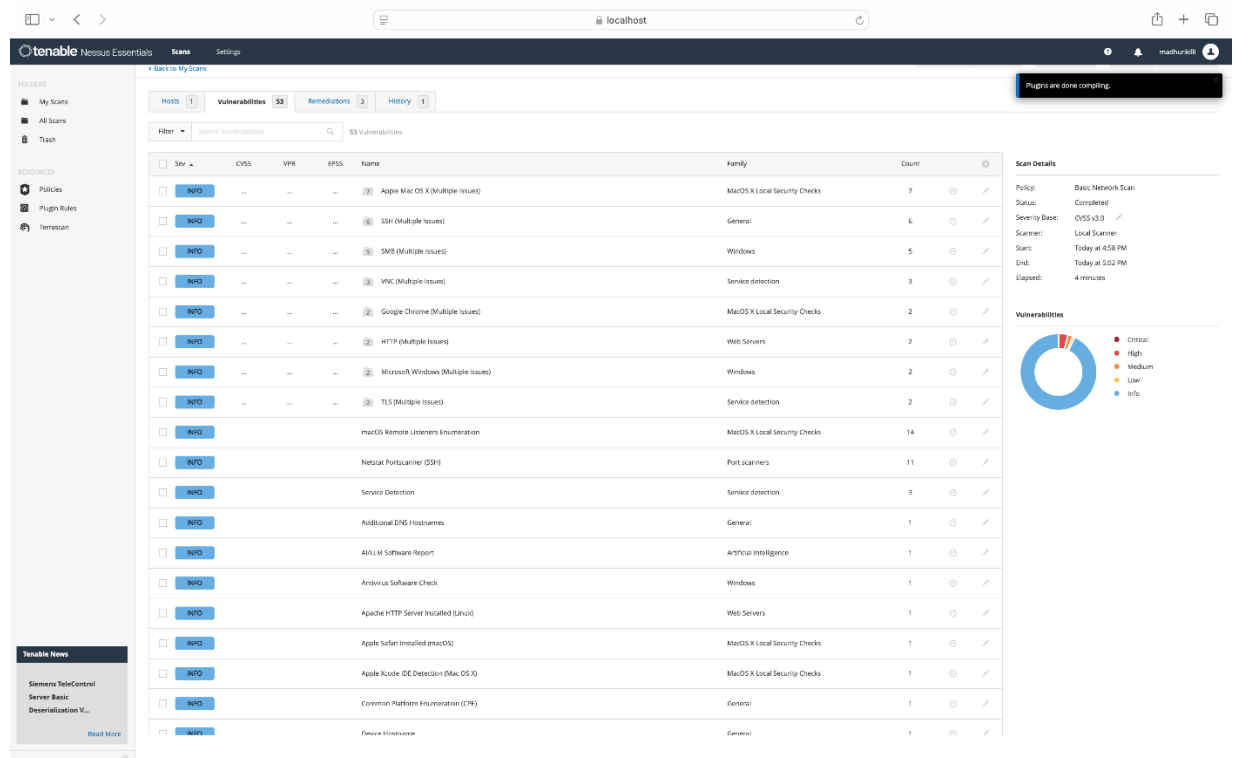 localhost
tenable Nessus Essentials Scans Settings madhurikilli
< Back to My Scans
Plugins are done compiling.
FOLDERS
My Scans
All Scans
Trash
RESOURCES
Policies
Plugin Rules
Terrascan
Hosts 1 Vulnerabilities 53 Remediations 3 History 1
Filter Search Vulnerabilities 53 Vulnerabilities
Sev CVSS VPR EPSS Name Family Count
INFO ... ... ... 7 Apple Mac OS X (Multiple Issues) MacOS X Local Security Checks 7
INFO ... ... ... 6 SSH (Multiple Issues) General 6
INFO ... ... ... 5 SMB (Multiple Issues) Windows 5
INFO ... ... ... 3 VNC (Multiple Issues) Service detection 3
INFO ... ... ... 2 Google Chrome (Multiple Issues) MacOS X Local Security Checks 2
INFO ... ... ... 2 HTTP (Multiple Issues) Web Servers 2
INFO ... ... ... 2 Microsoft Windows (Multiple Issues) Windows 2
INFO ... ... ... 2 TLS (Multiple Issues) Service detection 2
INFO macOS Remote Listeners Enumeration MacOS X Local Security Checks 14
INFO Netstat Portscanner (SSH) Port scanners 11
INFO Service Detection Service detection 3
INFO Additional DNS Hostnames General 1
INFO AI/LLM Software Report Artificial Intelligence 1
INFO Antivirus Software Check Windows 1
INFO Apache HTTP Server Installed (Linux) Web Servers 1
INFO Apple Safari Installed (macOS) MacOS X Local Security Checks 1
INFO Apple Xcode IDE Detection (Mac OS X) MacOS X Local Security Checks 1
INFO Common Platform Enumeration (CPE) General 1
INFO Device Hostname General 1
Scan Details
Policy: Basic Network Scan
Status: Completed
Severity Base: CVSS v3.0
Scanner: Local Scanner
Start: Today at 4:58 PM
End: Today at 5:02 PM
Elapsed: 4 minutes
Vulnerabilities
Critical
High
Medium
Low
Info
Tenable News
Siemens TeleControl
Server Basic
Deserialization V...
Read More